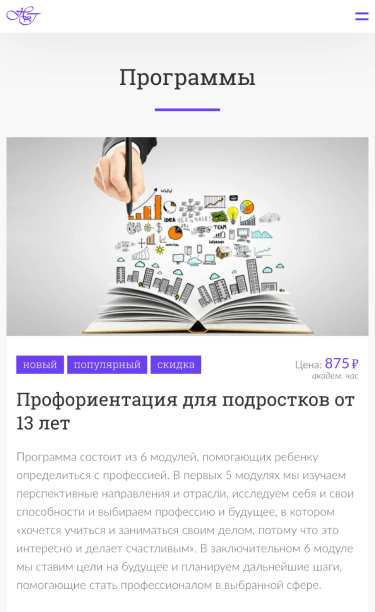 Программы
IDEA
TEAM
новый популярный скидка
Цена: 875 ₽
академ. час
Профориентация для подростков от
13 лет
Программа состоит из 6 модулей, помогающих ребенку
определиться с профессией. В первых 5 модулях мы изучаем
перспективные направления и отрасли, исследуем себя и свои
способности и выбираем профессию и будущее, в котором
«хочется учиться и заниматься своим делом, потому что это
интересно и делает счастливым». В заключительном 6 модуле
мы ставим цели на будущее и планируем дальнейшие шаги,
помогающие стать профессионалом в выбранной сфере.